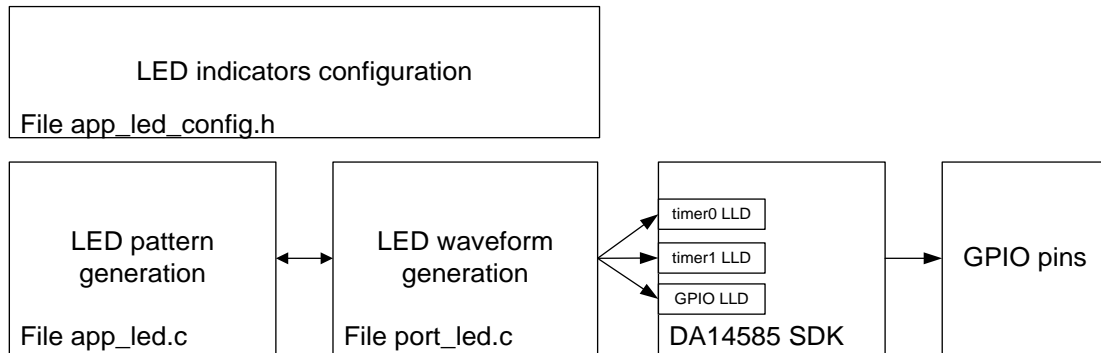 LED indicators configuration
File app_led_config.h
LED pattern
generation
File app_led.c
LED waveform
generation
File port_led.c
timer0 LLD
timer1 LLD
GPIO LLD
DA14585 SDK
GPIO pins